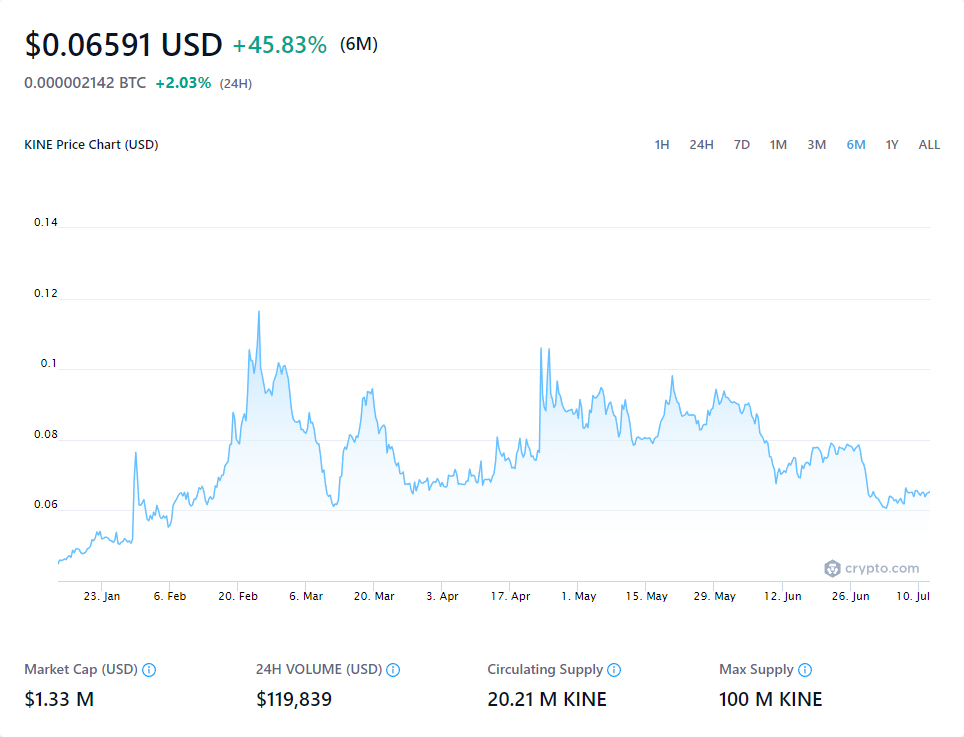 $0.06591 USD +45.83% (6M)
0.000002142 BTC +2.03% (24H)
KINE Price Chart (USD) 1H 24H 7D 1M 3M 6M 1Y ALL
0.14
0.12
0.1
0.08
0.06
crypto.com
23. Jan 6. Feb 20. Feb 6. Mar 20. Mar 3. Apr 17. Apr 1. May 15. May 29. May 12. Jun 26. Jun 10. Jul
Market Cap (USD) 24H VOLUME (USD) Circulating Supply Max Supply
$1.33 M $119,839 20.21 M KINE 100 M KINE